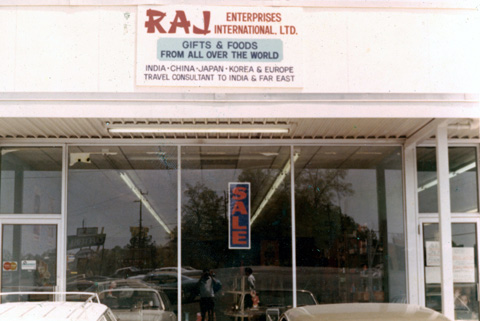 RAJ ENTERPRISES
INTERNATIONAL, LTD.
GIFTS & FOODS
FROM ALL OVER THE WORLD
INDIA - CHINA - JAPAN - KOREA & EUROPE
TRAVEL CONSULTANT TO INDIA & FAR EAST
SALE